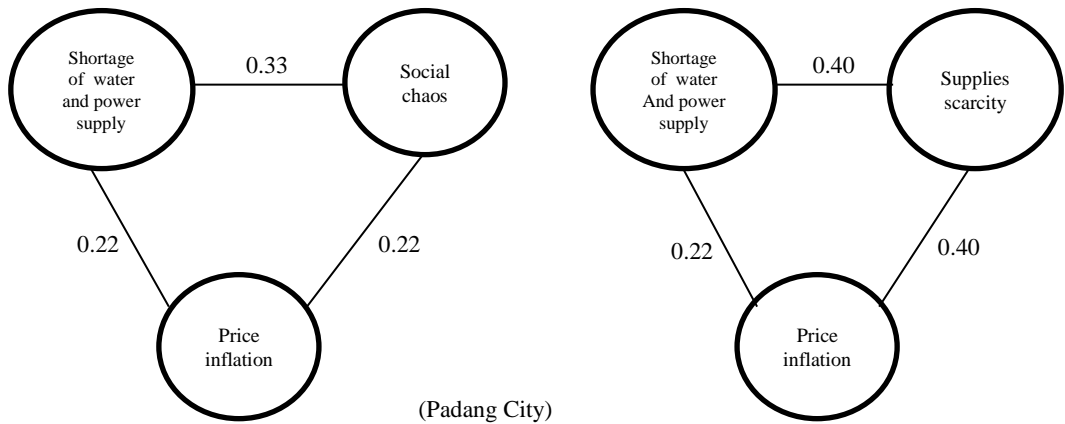 Shortage
of water
and power
supply
0.33
Social
chaos
0.22
0.22
Price
inflation
Shortage
of water
And power
supply
0.40
Supplies
scarcity
0.22
0.40
Price
inflation
(Padang City)